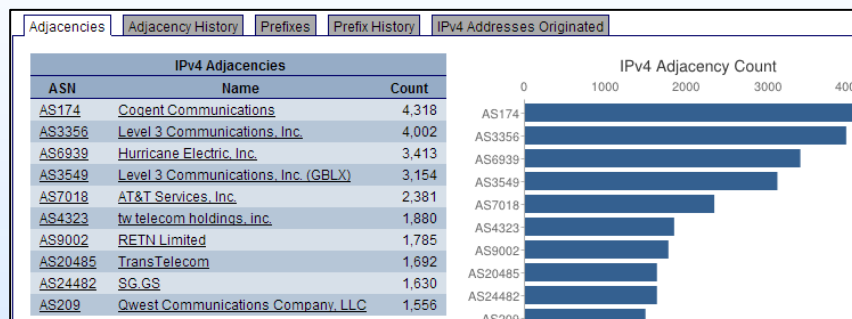 Adjacencies Adjacency History Prefixes Prefix History IPv4 Addresses Originated
IPv4 Adjacencies
ASN Name Count
AS174 Cogent Communications 4,318
AS3356 Level 3 Communications, Inc. 4,002
AS6939 Hurricane Electric, Inc. 3,413
AS3549 Level 3 Communications, Inc. (GBLX) 3,154
AS7018 AT&T Services, Inc. 2,381
AS4323 tw telecom holdings, inc. 1,880
AS9002 RETN Limited 1,785
AS20485 TransTelecom 1,692
AS24482 SG.GS 1,630
AS209 Qwest Communications Company, LLC 1,556
IPv4 Adjacency Count
0 1000 2000 3000 400
AS174
AS3356
AS6939
AS3549
AS7018
AS4323
AS9002
AS20485
AS24482
AS209